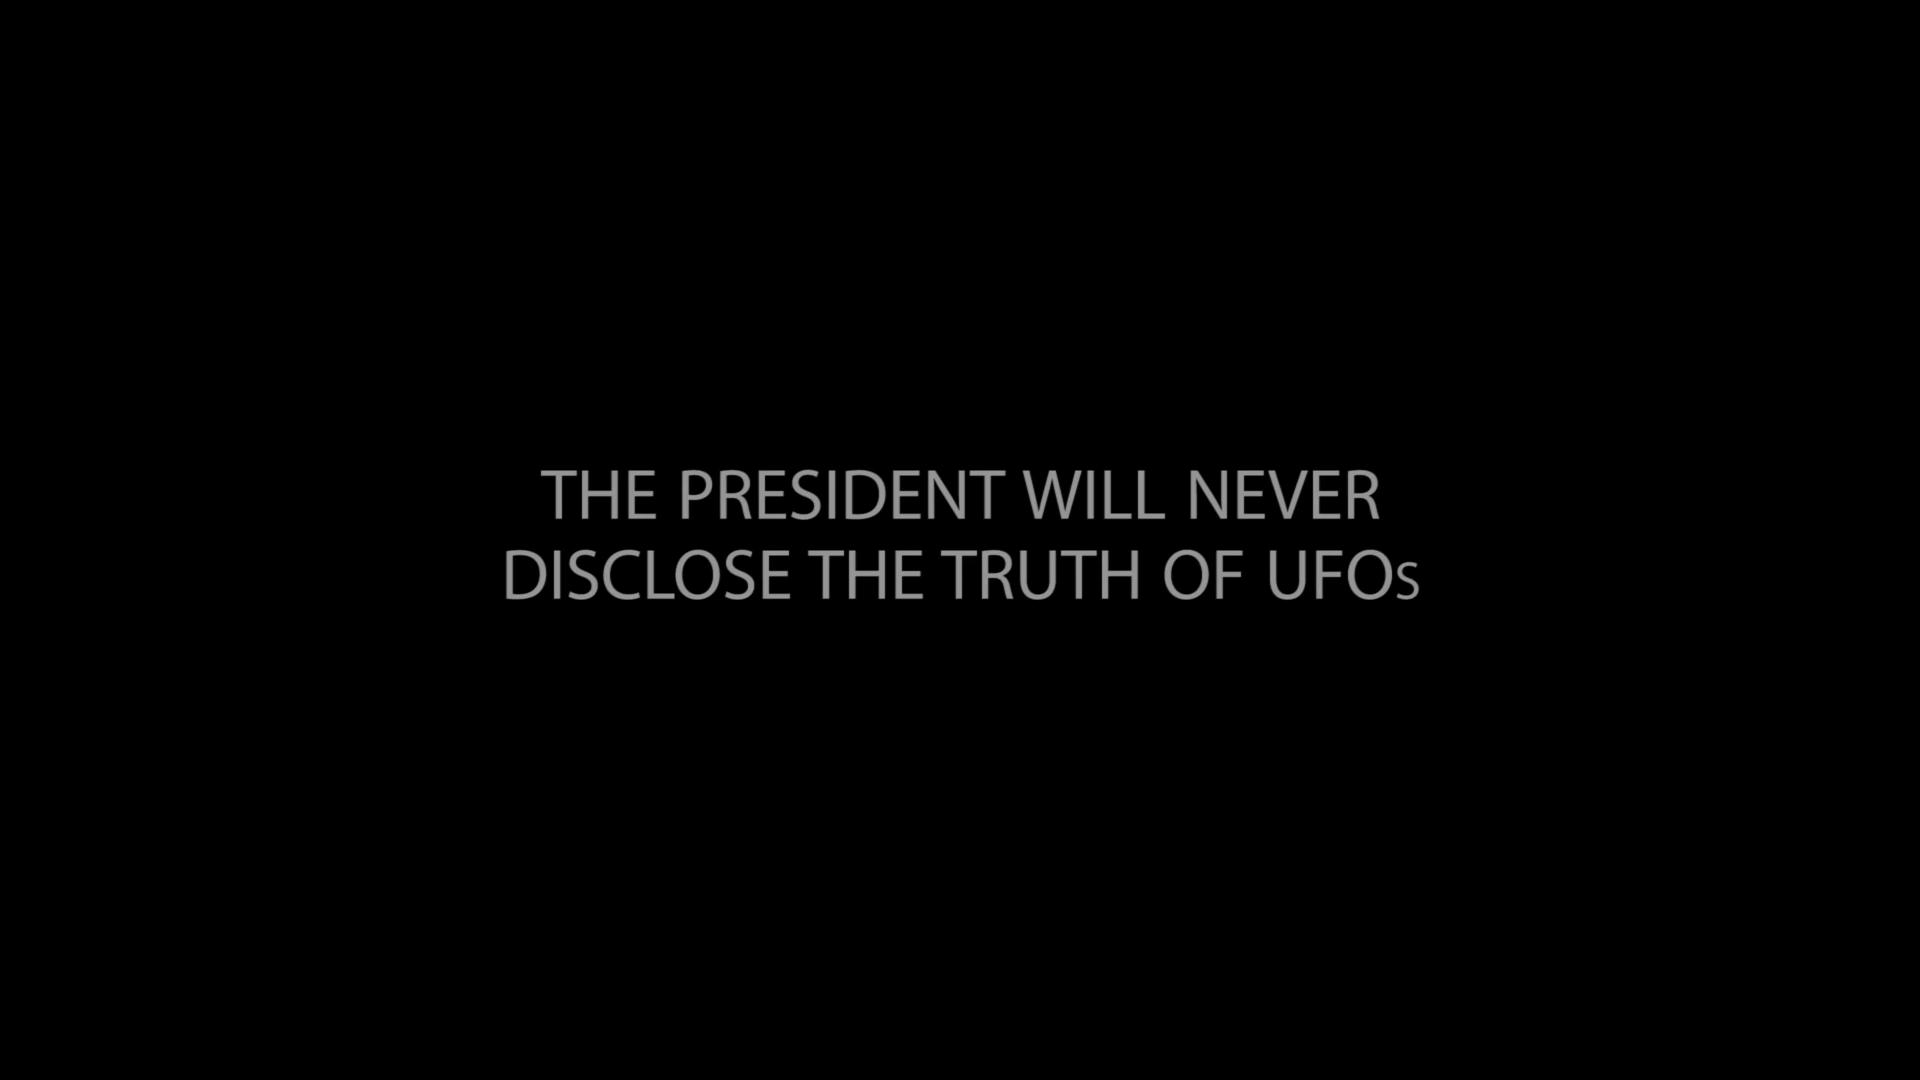 THE PRESIDENT WILL NEVER
DISCLOSE THE TRUTH OF UFOs